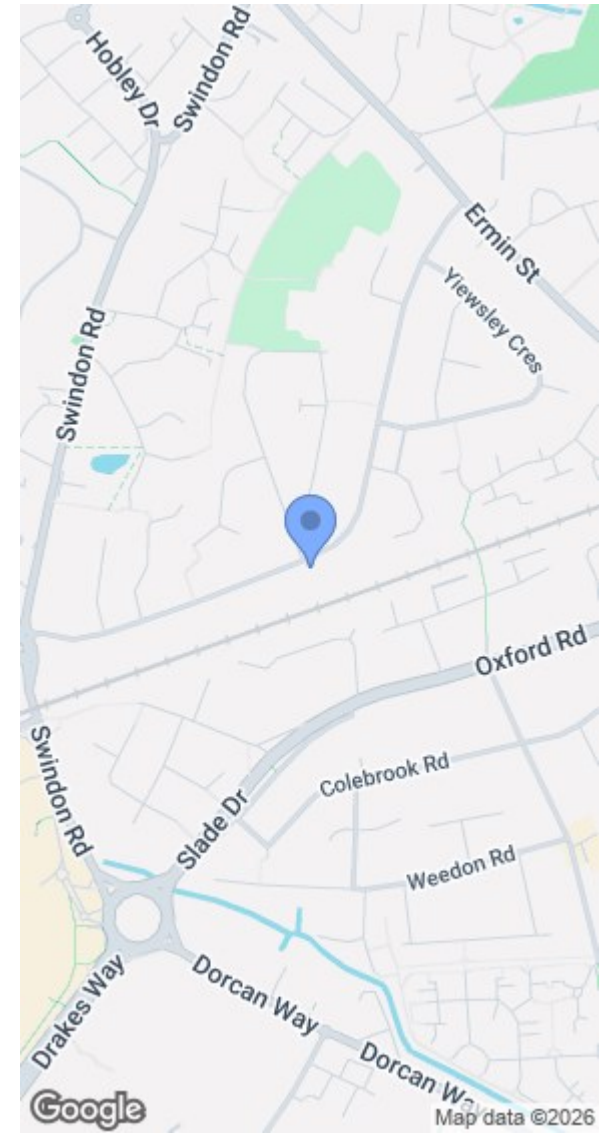 Hobley Dr
Swindon Rd
Ermin St
Yiewsley Cres
Swindon Rd
Oxford Rd
Swindon Rd
Colebrook Rd
Slade Dr
Weedon Rd
Drakes Way
Dorcan Way
Dorcan Way
Google
Map data ©2026